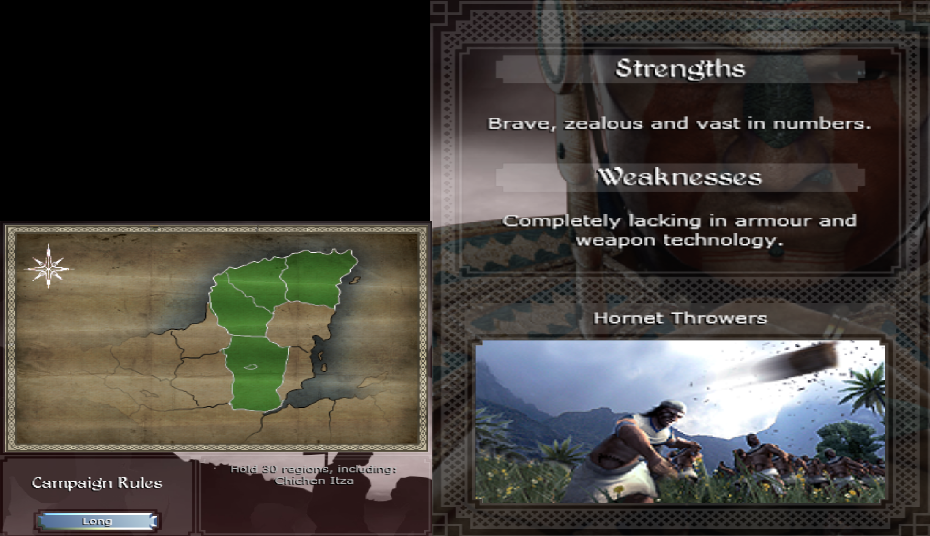 Strengths
Brave, zealous and vast in numbers.
Weaknesses
Completely lacking in armour and
weapon technology.
Hornet Throwers
Campaign Rules
Long
Hold 30 regions, including:
Chichen Itza